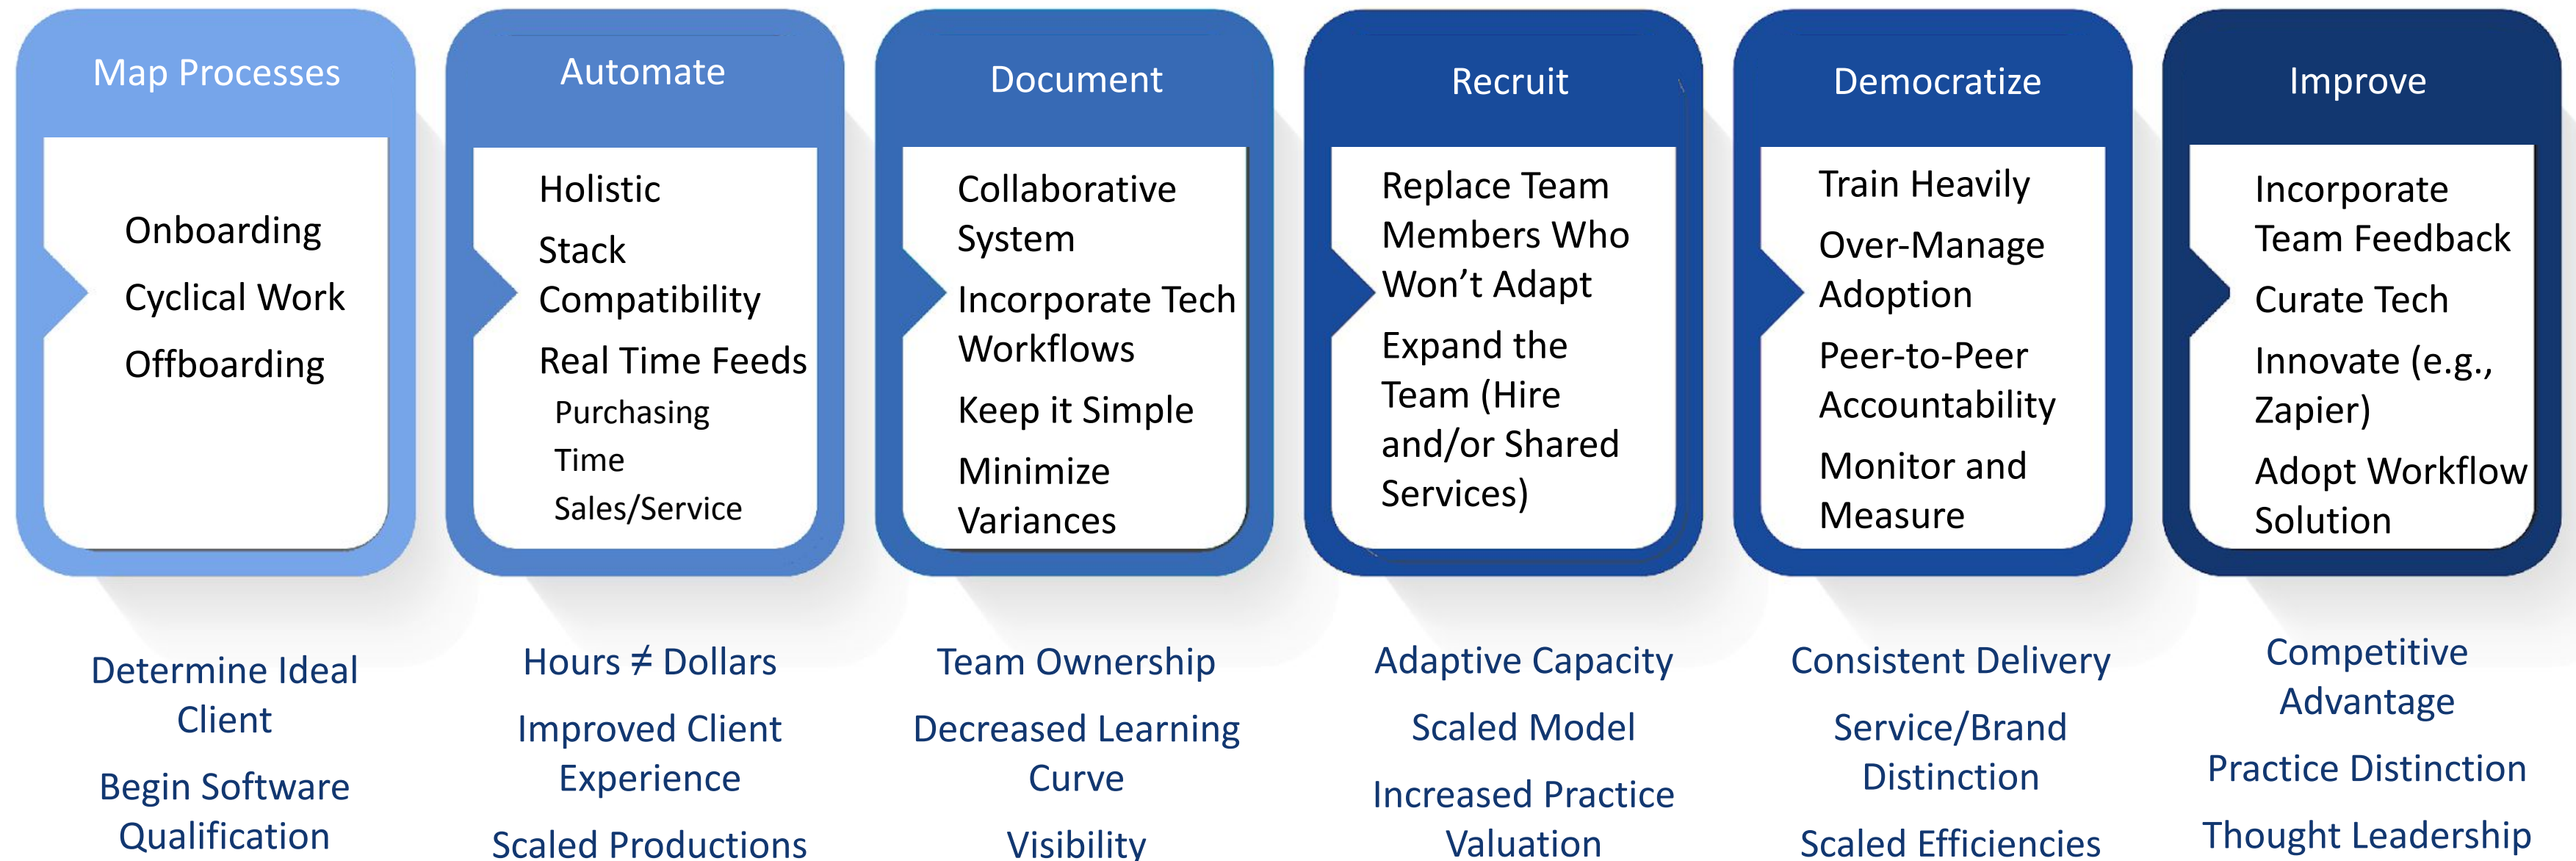 Map Processes
Onboarding
Cyclical Work
Offboarding
Determine Ideal
Client
Begin Software
Qualification
Automate
Holistic
Stack
Compatibility
Real Time Feeds
Purchasing
Time
Sales/Service
Hours ≠ Dollars
Improved Client
Experience
Scaled Productions
Document
Collaborative
System
Incorporate Tech
Workflows
Keep it Simple
Minimize
Variances
Team Ownership
Decreased Learning
Curve
Visibility
Recruit
Replace Team
Members Who
Won’t Adapt
Expand the
Team (Hire
and/or Shared
Services)
Adaptive Capacity
Scaled Model
Increased Practice
Valuation
Democratize
Train Heavily
Over-Manage
Adoption
Peer-to-Peer
Accountability
Monitor and
Measure
Consistent Delivery
Service/Brand
Distinction
Scaled Efficiencies
Improve
Incorporate
Team Feedback
Curate Tech
Innovate (e.g.,
Zapier)
Adopt Workflow
Solution
Competitive
Advantage
Practice Distinction
Thought Leadership